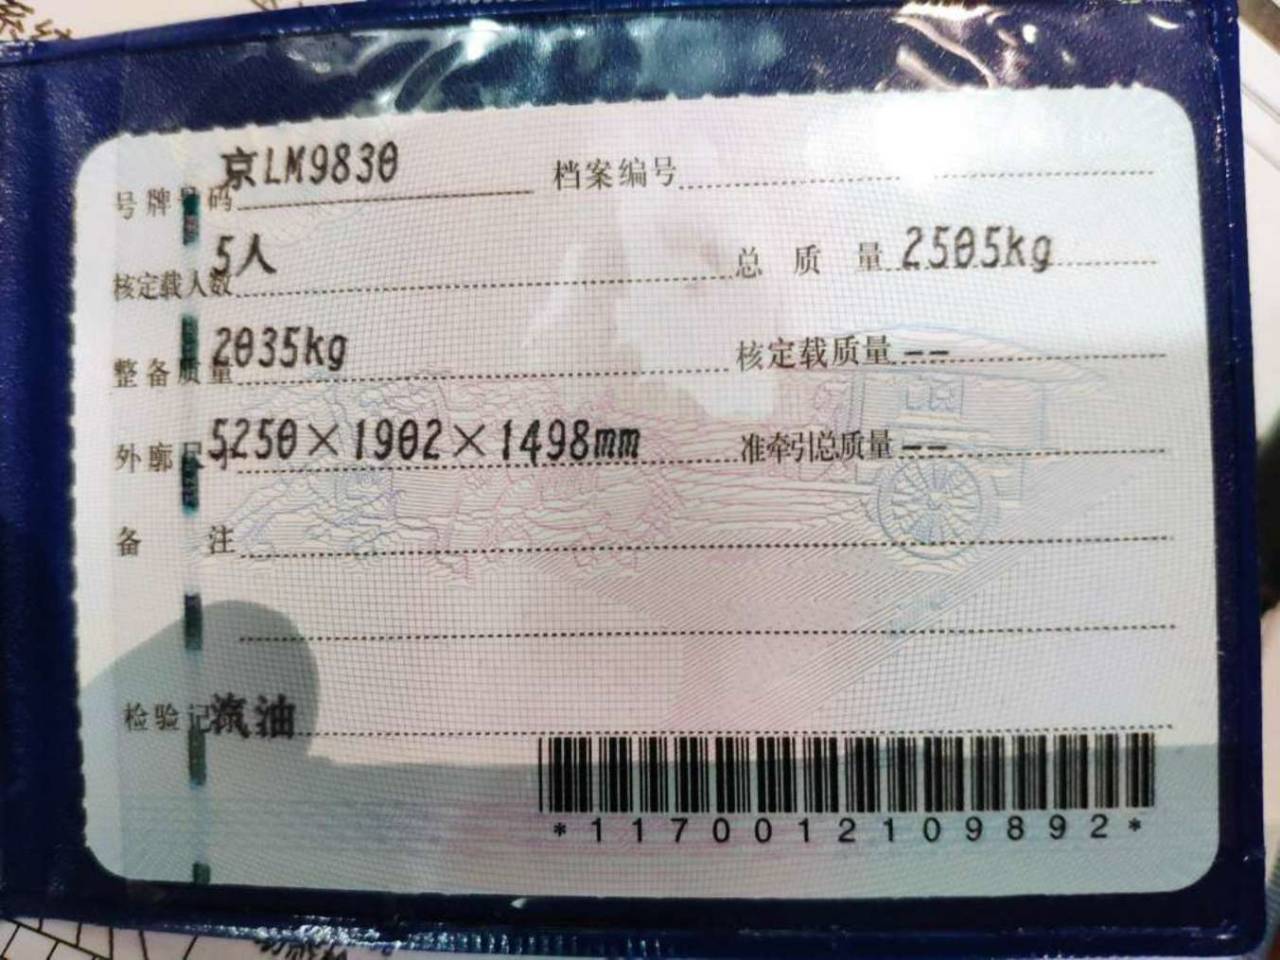 号牌号码 京LM9830 档案编号
核定载人数 5人 总质量 2505kg
整备质量 2035kg 核定载质量 --
外廓尺寸 5250×1902×1498mm 准牵引总质量 --
备注
检验记 汽油
*1170012109892*